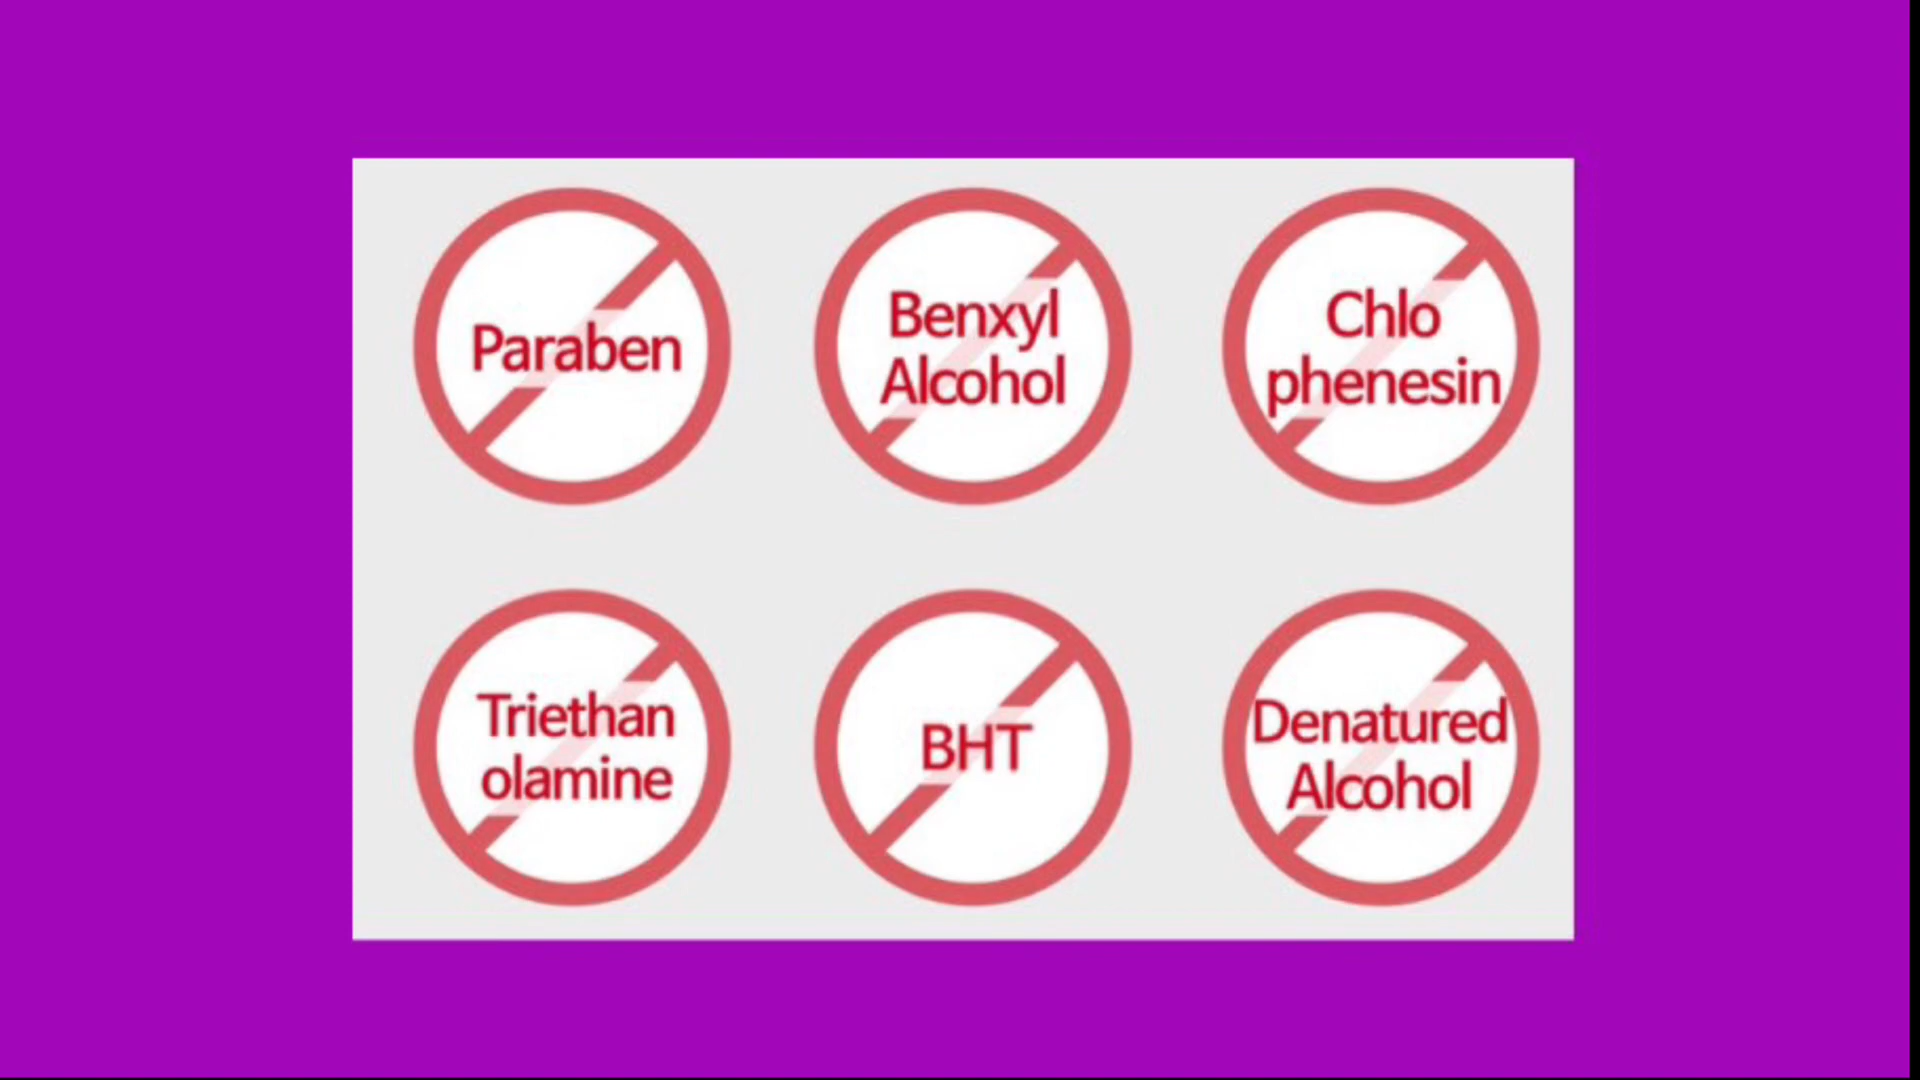 Paraben
Benxyl
Alcohol
Chlo
phenesin
Triethan
olamine
BHT
Denatured
Alcohol